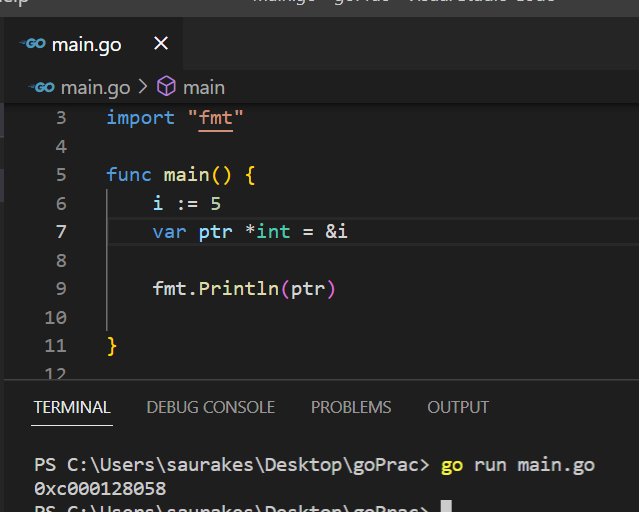 main.go
main.go > main
3 import "fmt"
4
5 func main() {
6 i := 5
7 var ptr *int = &i
8
9 fmt.Println(ptr)
10
11 }
12
TERMINAL DEBUG CONSOLE PROBLEMS OUTPUT
PS C:\Users\saurakes\Desktop\goPrac> go run main.go
0xc000128058
PS C:\Users\saurakes\Desktop\goPrac>